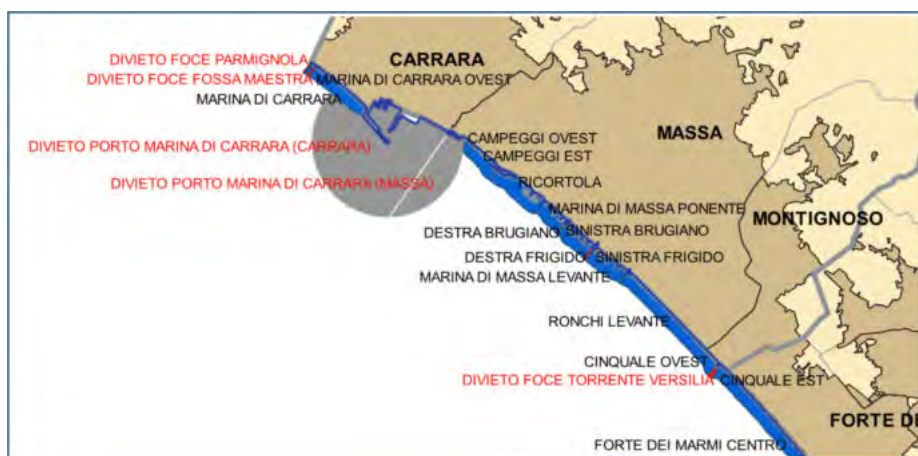 CARRARA
DIVIETO FOCE PARMIGNOLA
DIVIETO FOCE FOSSA MAESTRA MARINA DI CARRARA OVEST
MARINA DI CARRARA
MASSA
CAMPEGGI OVEST
DIVIETO PORTO MARINA DI CARRARA (CARRARA)
CAMPEGGI EST
DIVIETO PORTO MARINA DI CARRARA (MASSA)
RICORTOLA
MARINA DI MASSA PONENTE
MONTIGNOSO
DESTRA BRUGIANO SINISTRA BRUGIANO
DESTRA FRIGIDO SINISTRA FRIGIDO
MARINA DI MASSA LEVANTE
RONCHI LEVANTE
CINQUALE OVEST
DIVIETO FOCE TORRENTE VERSILIA CINQUALE EST
FORTE DE
FORTE DEI MARMI CENTRO